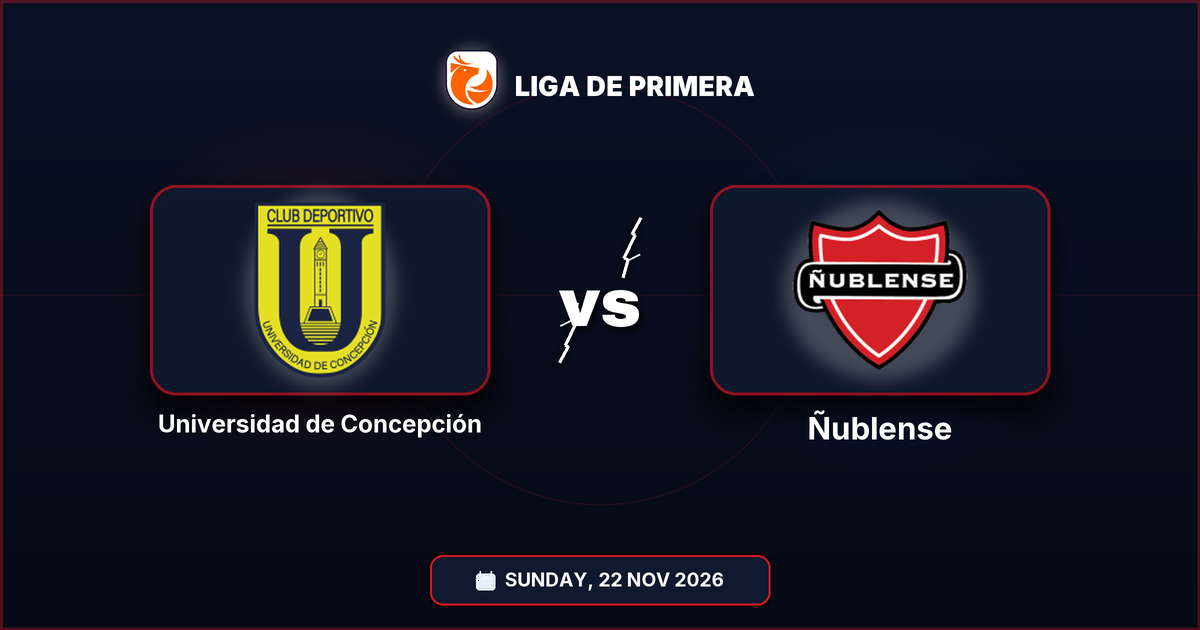 LIGA DE PRIMERA
CLUB DEPORTIVO
UNIVERSIDAD DE CONCEPCIÓN
vs
ÑUBLENSE
Universidad de Concepción
Ñublense
SUNDAY, 22 NOV 2026